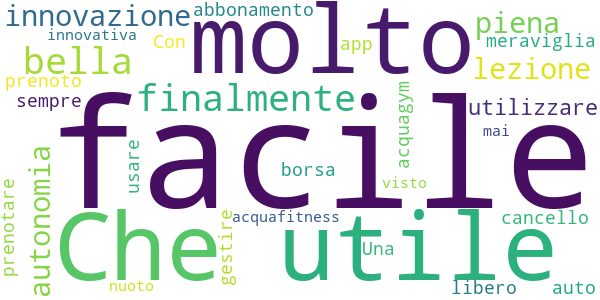 innovazione
abbonamento
molto
piena
innovativa
Con
app
meraviglia
bella
lezione
prenoto
sempre
finalmente
acquagym
utilizzare
facile
mai
usare
borsa
autonomia
prenotare
visto
Che
gestire
acquafitness
utile
Una
cancello
nuoto
libero
auto